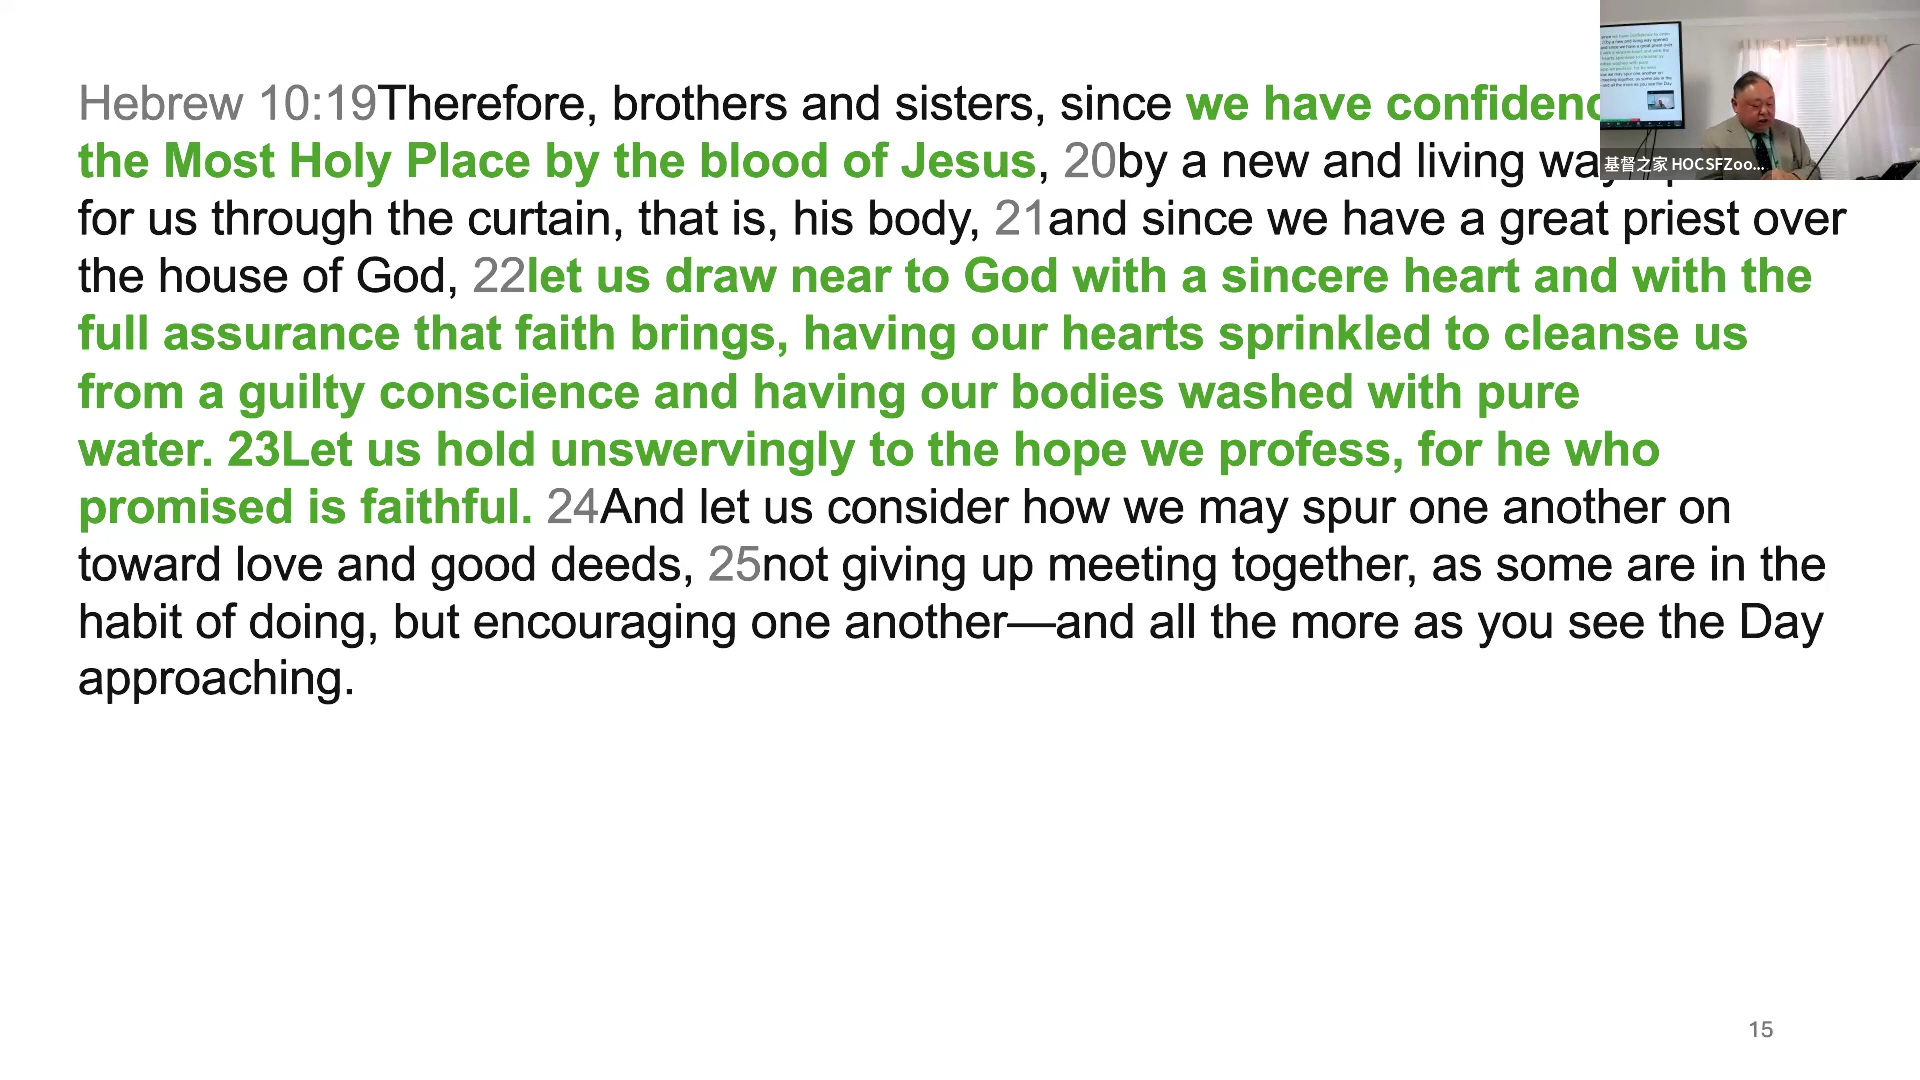 Hebrew 10:19Therefore, brothers and sisters, since we have
the Most Holy Place by the blood of Jesus, 20by a new and living
for us through the curtain, that is, his body, 21and since we have a great priest over
the house of God, 22let us draw near to God with a sincere heart and with the
full assurance that faith brings, having our hearts sprinkled to cleanse us
from a guilty conscience and having our bodies washed with pure
water. 23Let us hold unswervingly to the hope we profess, for he who
promised is faithful. 24And let us consider how we may spur one another on
toward love and good deeds, 25not giving up meeting together, as some are in the
habit of doing, but encouraging one another—and all the more as you see the Day
approaching.
基督之家 HOCSFZoo...
15